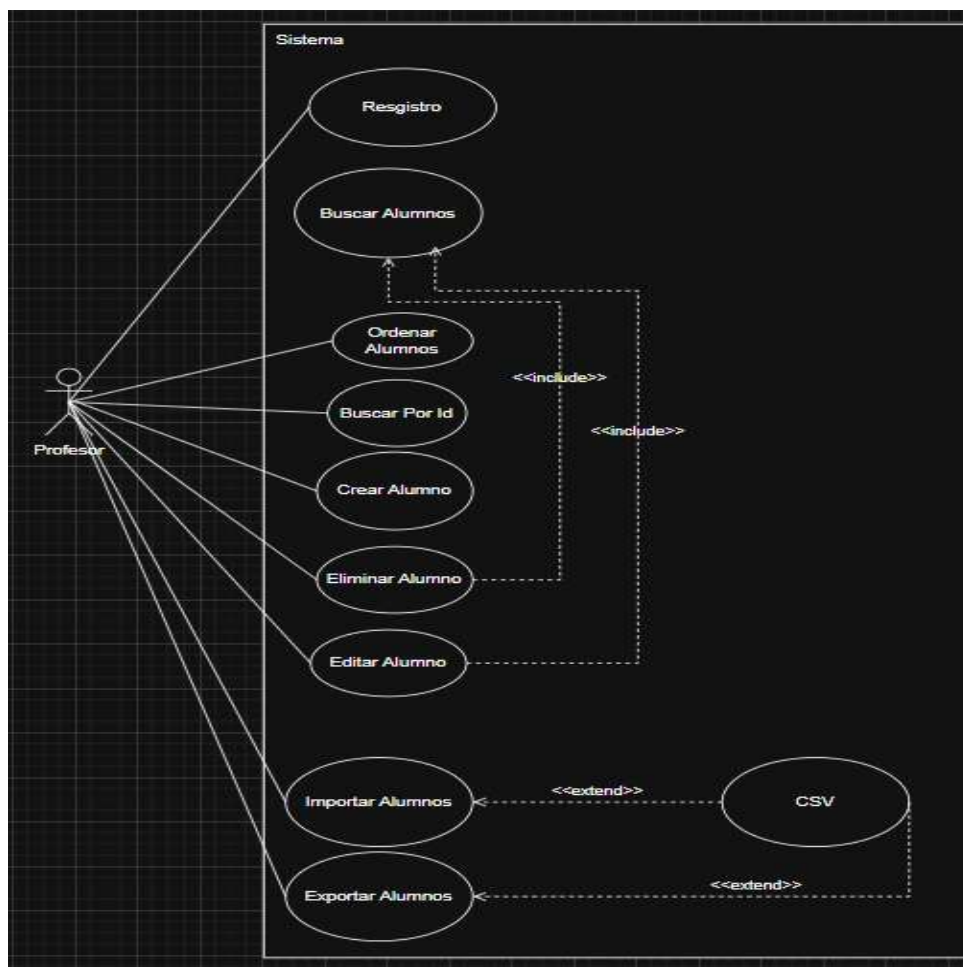 Sistema
Resgistro
Buscar Alumnos
Ordenar
Alumnos
<<include>>
Buscar Por Id
<<include>>
Profesor
Crear Alumno
Eliminar Alumno
Editar Alumno
Importar Alumnos
<<extend>>
CSV
Exportar Alumnos
<<extend>>